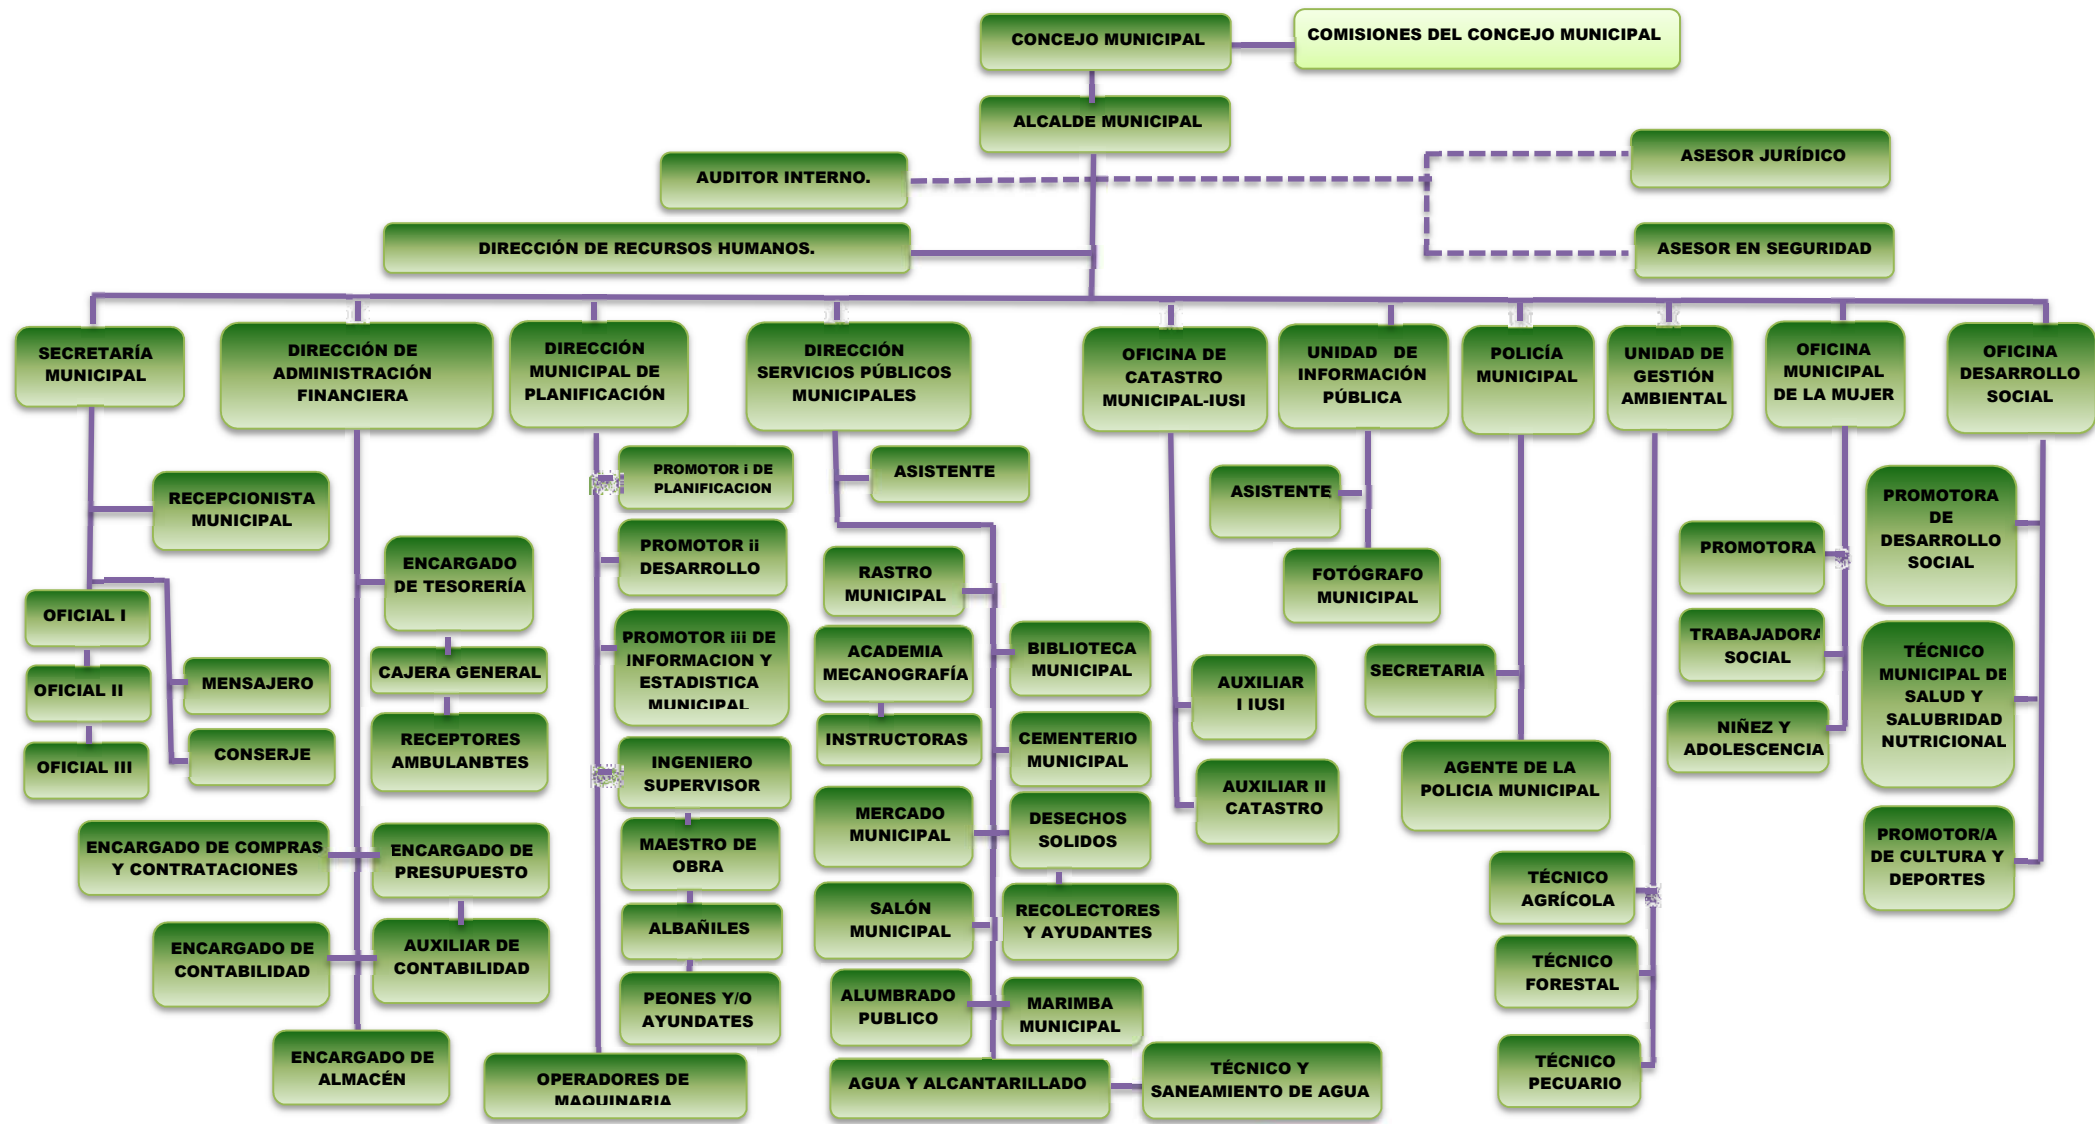 CONCEJO MUNICIPAL
COMISIONES DEL CONCEJO MUNICIPAL
ALCALDE MUNICIPAL
AUDITOR INTERNO.
ASESOR JURÍDICO
DIRECCIÓN DE RECURSOS HUMANOS.
ASESOR EN SEGURIDAD
SECRETARÍA
MUNICIPAL
DIRECCIÓN DE
ADMINISTRACIÓN
FINANCIERA
DIRECCIÓN
MUNICIPAL DE
PLANIFICACIÓN
DIRECCIÓN
SERVICIOS PÚBLICOS
MUNICIPALES
OFICINA DE
CATASTRO
MUNICIPAL-IUSI
UNIDAD DE
INFORMACIÓN
PÚBLICA
POLICÍA
MUNICIPAL
UNIDAD DE
GESTIÓN
AMBIENTAL
OFICINA
MUNICIPAL
DE LA MUJER
OFICINA
DESARROLLO
SOCIAL
RECEPCIONISTA
MUNICIPAL
OFICIAL I
OFICIAL II
OFICIAL III
MENSAJERO
CONSERJE
ENCARGADO
DE TESORERÍA
CAJERA GENERAL
RECEPTORES
AMBULANBTES
ENCARGADO DE COMPRAS
Y CONTRATACIONES
ENCARGADO DE
PRESUPUESTO
ENCARGADO DE
CONTABILIDAD
AUXILIAR DE
CONTABILIDAD
ENCARGADO DE
ALMACÉN
PROMOTOR i DE
PLANIFICACION
PROMOTOR ii
DESARROLLO
PROMOTOR iii DE
INFORMACION Y
ESTADISTICA
MUNICIPAL
INGENIERO
SUPERVISOR
MAESTRO DE
OBRA
ALBAÑILES
PEONES Y/O
AYUNDATES
OPERADORES DE
MAQUINARIA
ASISTENTE
RASTRO
MUNICIPAL
ACADEMIA
MECANOGRAFÍA
INSTRUCTORAS
BIBLIOTECA
MUNICIPAL
CEMENTERIO
MUNICIPAL
MERCADO
MUNICIPAL
DESECHOS
SOLIDOS
SALÓN
MUNICIPAL
RECOLECTORES
Y AYUDANTES
ALUMBRADO
PUBLICO
MARIMBA
MUNICIPAL
AGUA Y ALCANTARILLADO
TÉCNICO Y
SANEAMIENTO DE AGUA
AUXILIAR
I IUSI
AUXILIAR II
CATASTRO
ASISTENTE
FOTÓGRAFO
MUNICIPAL
SECRETARIA
AGENTE DE LA
POLICIA MUNICIPAL
TÉCNICO
AGRÍCOLA
TÉCNICO
FORESTAL
TÉCNICO
PECUARIO
PROMOTORA
TRABAJADORA
SOCIAL
NIÑEZ Y
ADOLESCENCIA
PROMOTORA
DE
DESARROLLO
SOCIAL
TÉCNICO
MUNICIPAL DE
SALUD Y
SALUBRIDAD
NUTRICIONAL
PROMOTOR/A
DE CULTURA Y
DEPORTES